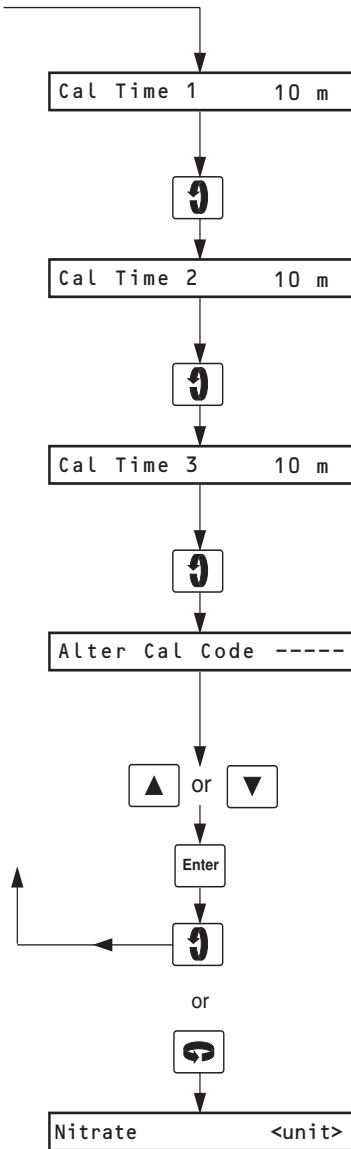 Cal Time 1 10 m
Cal Time 2 10 m
Cal Time 3 10 m
Alter Cal Code -----
or
Enter
or
Nitrate <unit>